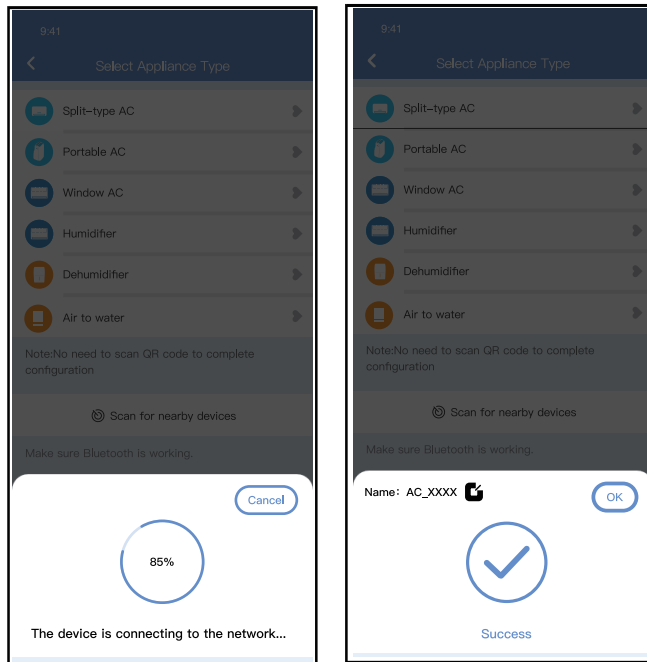 9:41
Select Appliance Type
Split-type AC
Portable AC
Window AC
Humidifier
Dehumidifier
Air to water
Note:No need to scan QR code to complete
configuration
Scan for nearby devices
Make sure Bluetooth is working.
Cancel
85%
The device is connecting to the network...
9:41
Select Appliance Type
Split-type AC
Portable AC
Window AC
Humidifier
Dehumidifier
Air to water
Note:No need to scan QR code to complete
configuration
Scan for nearby devices
Make sure Bluetooth is working.
Name: AC_XXXX
OK
Success